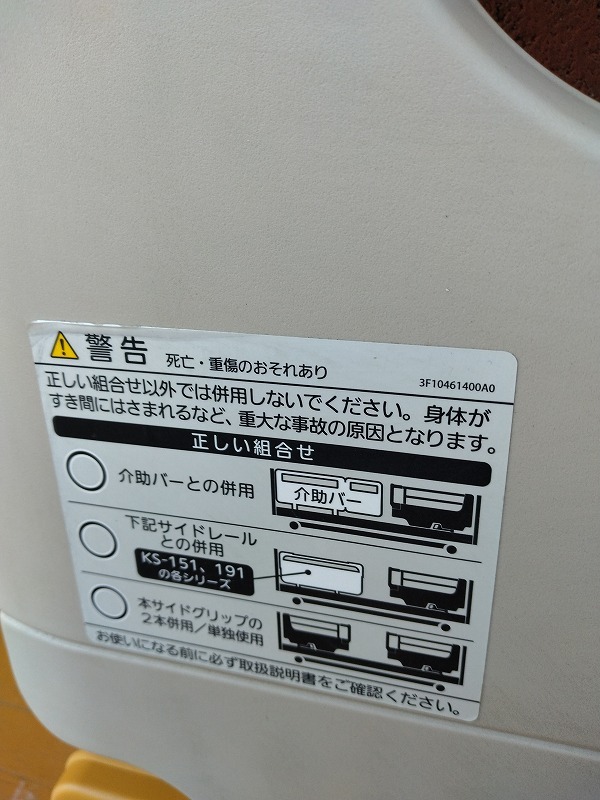 警告 死亡・重傷のおそれあり 3F10461400A0
正しい組合せ以外では併用しないでください。身体が
すき間にはさまれるなど、重大な事故の原因となります。
正しい組合せ
介助バーとの併用
介助バー
下記サイドレール
との併用
KS-151、191
の各シリーズ
本サイドグリップの
2本併用/単独使用
お使いになる前に必ず取扱説明書をご確認ください。